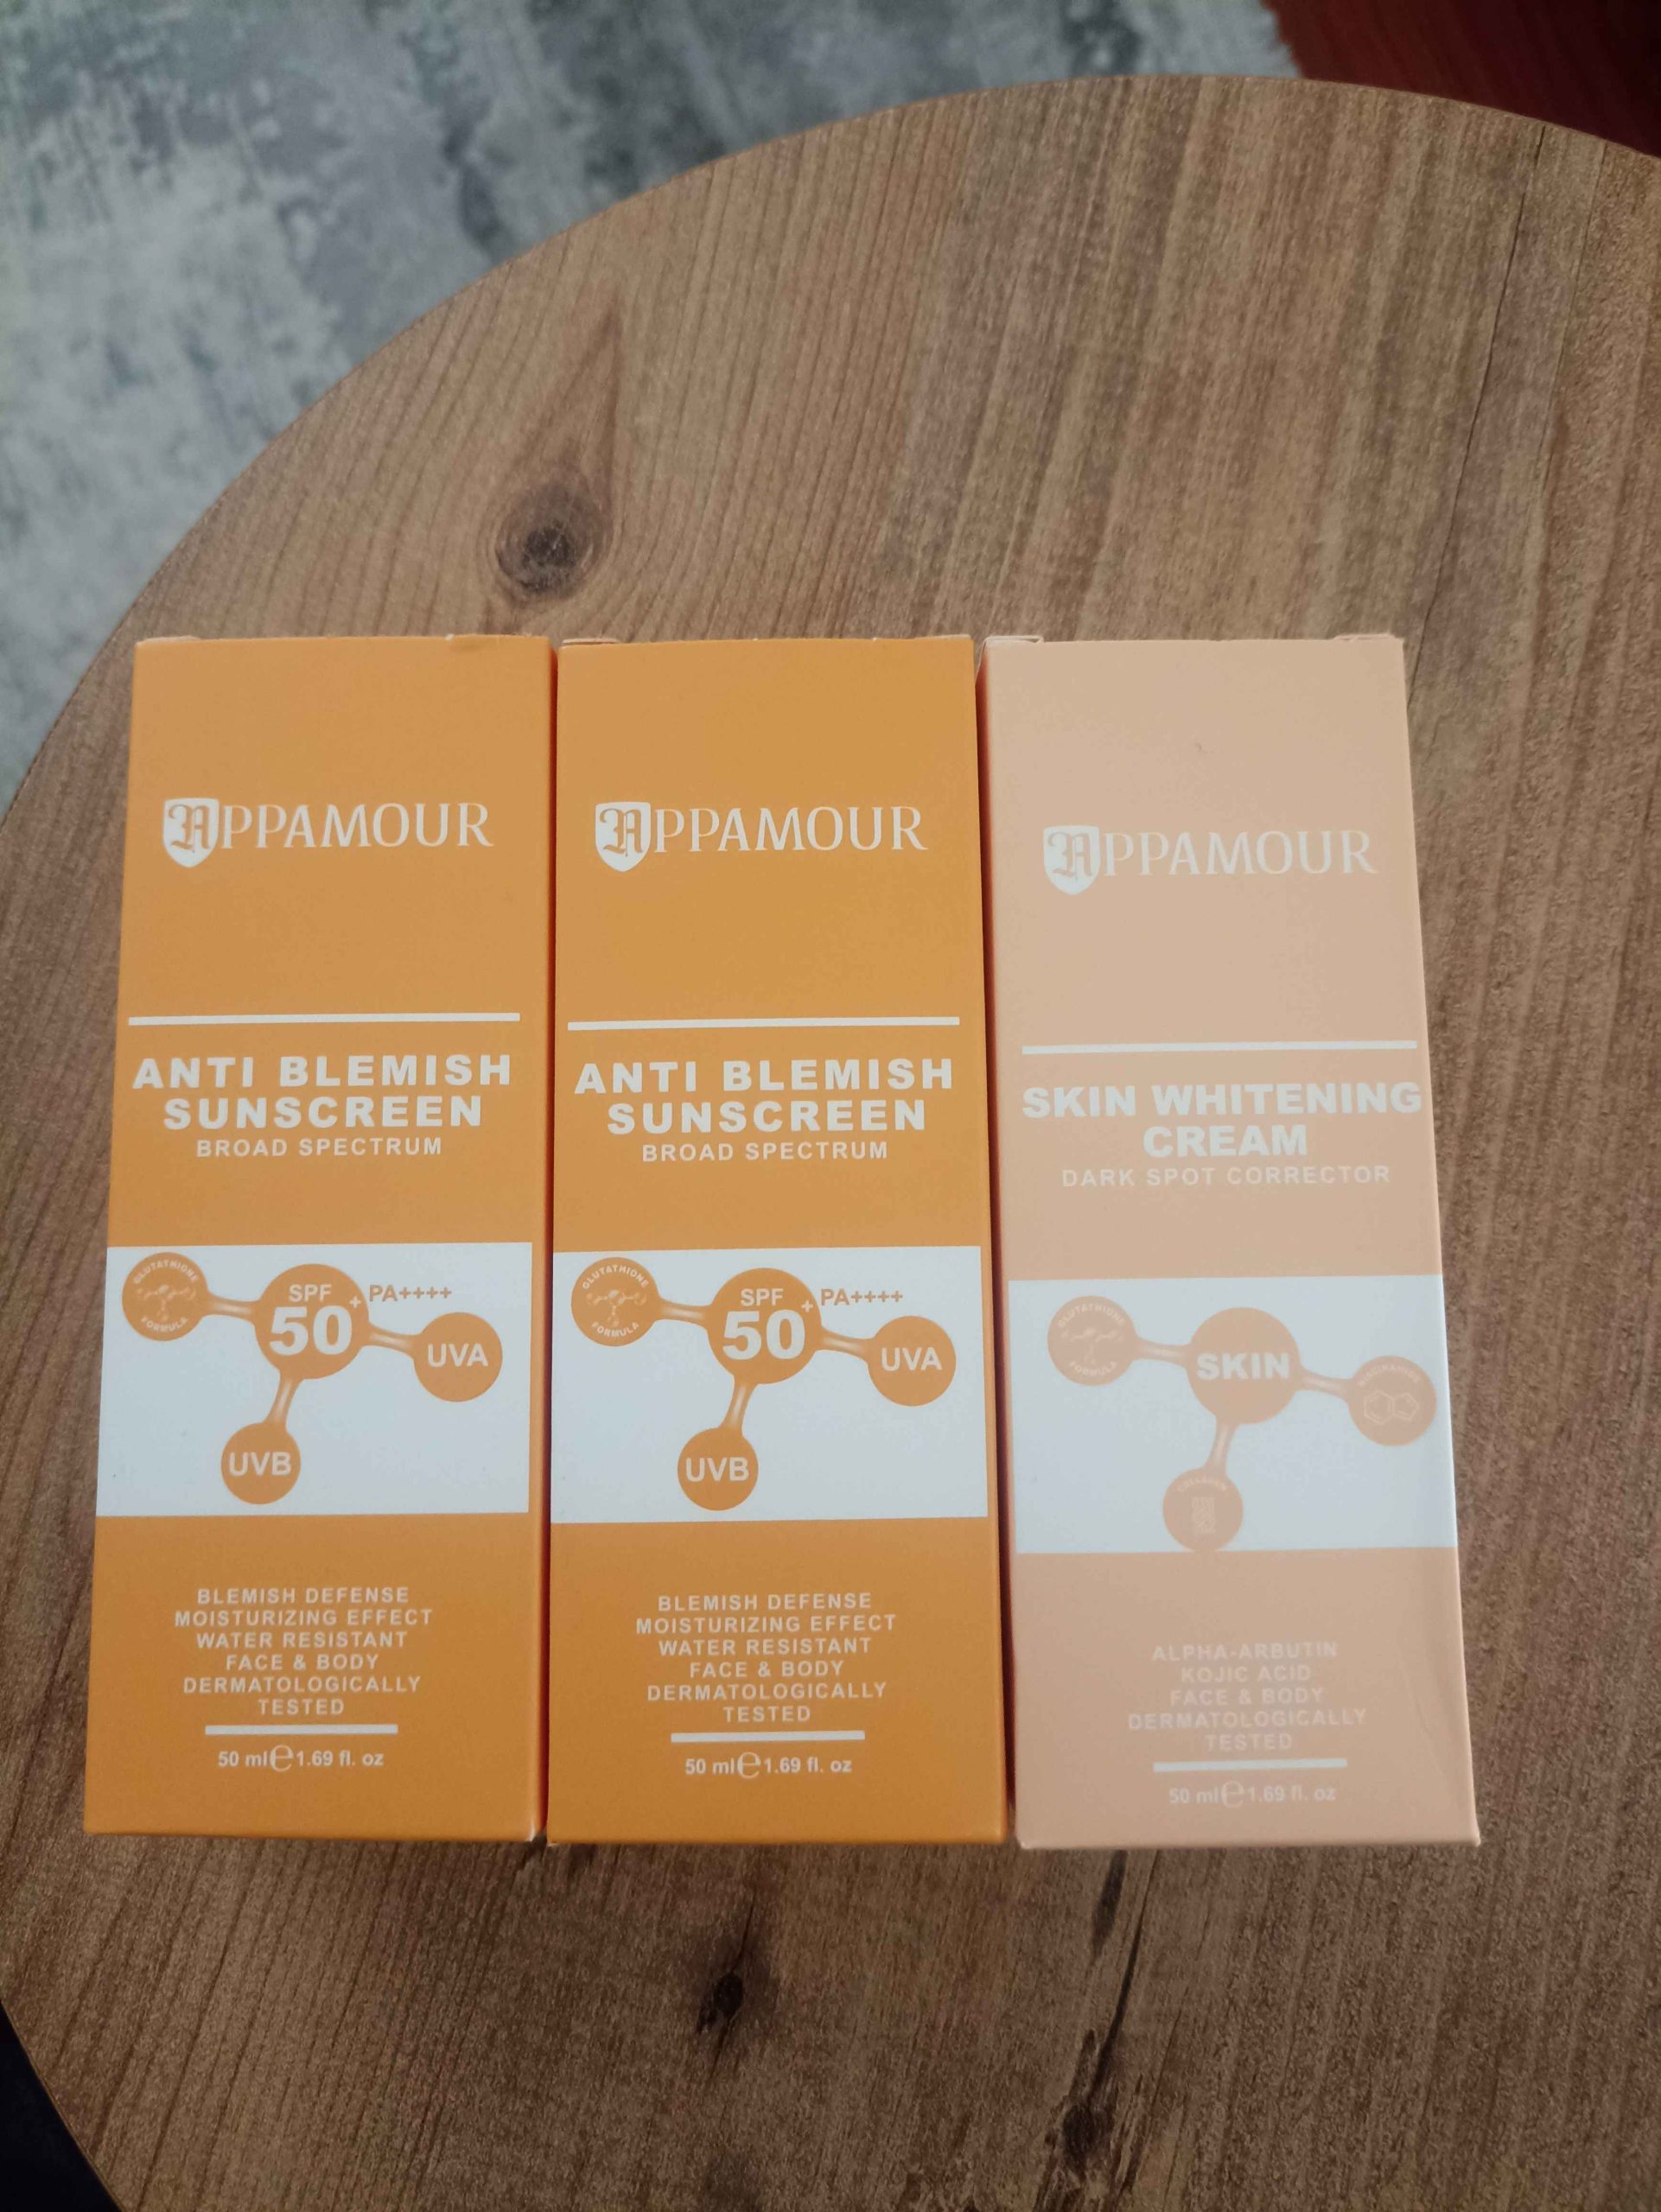 APPAMOUR
ANTI BLEMISH
SUNSCREEN
BROAD SPECTRUM
GLUTATHIONE
FORMULA
SPF
50+
PA++++
UVA
UVB
BLEMISH DEFENSE
MOISTURIZING EFFECT
WATER RESISTANT
FACE & BODY
DERMATOLOGICALLY
TESTED
50 ml ℮ 1.69 fl. oz
APPAMOUR
ANTI BLEMISH
SUNSCREEN
BROAD SPECTRUM
GLUTATHIONE
FORMULA
SPF
50+
PA++++
UVA
UVB
BLEMISH DEFENSE
MOISTURIZING EFFECT
WATER RESISTANT
FACE & BODY
DERMATOLOGICALLY
TESTED
50 ml ℮ 1.69 fl. oz
APPAMOUR
SKIN WHITENING
CREAM
DARK SPOT CORRECTOR
GLUTATHIONE
FORMULA
SKIN
NIACINAMIDE
COLLAGEN
ALPHA-ARBUTIN
KOJIC ACID
FACE & BODY
DERMATOLOGICALLY
TESTED
50 ml ℮ 1.69 fl. oz